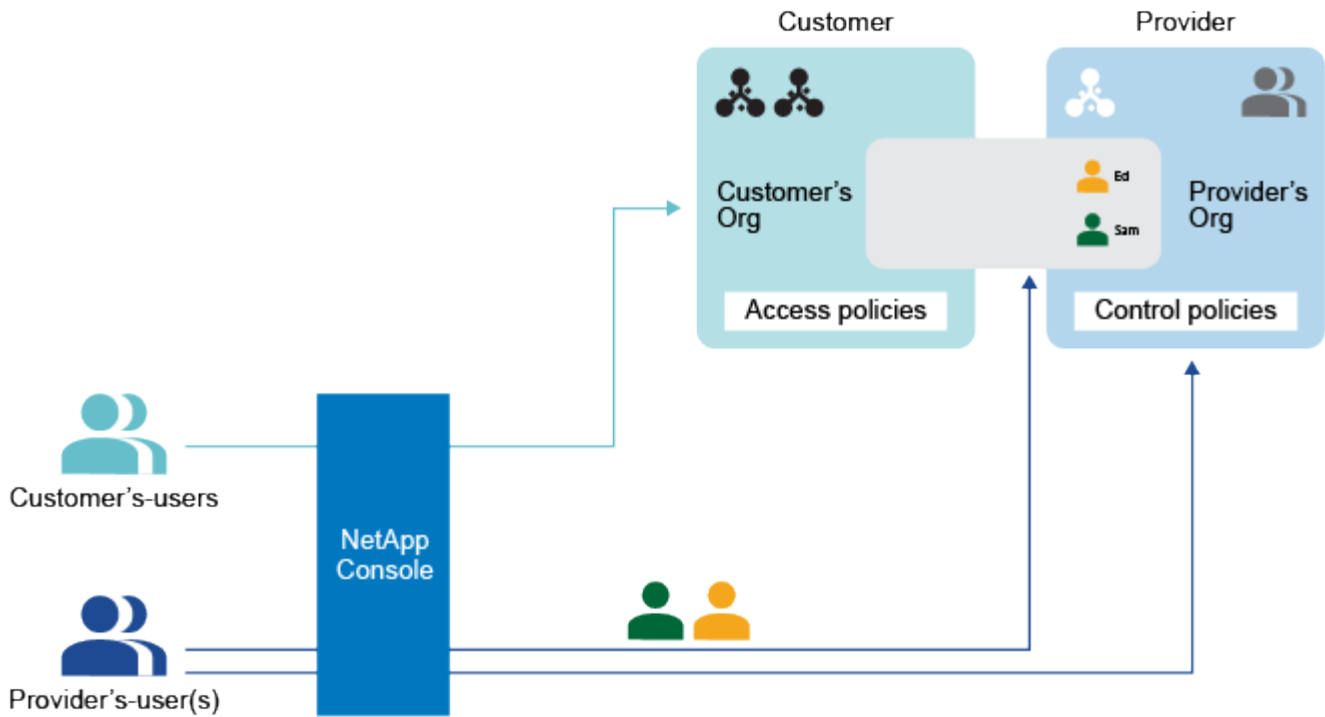 Customer
Provider
Customer's
Org
Ed
Sam
Provider's
Org
Access policies
Control policies
Customer's-users
NetApp
Console
Provider's-user(s)